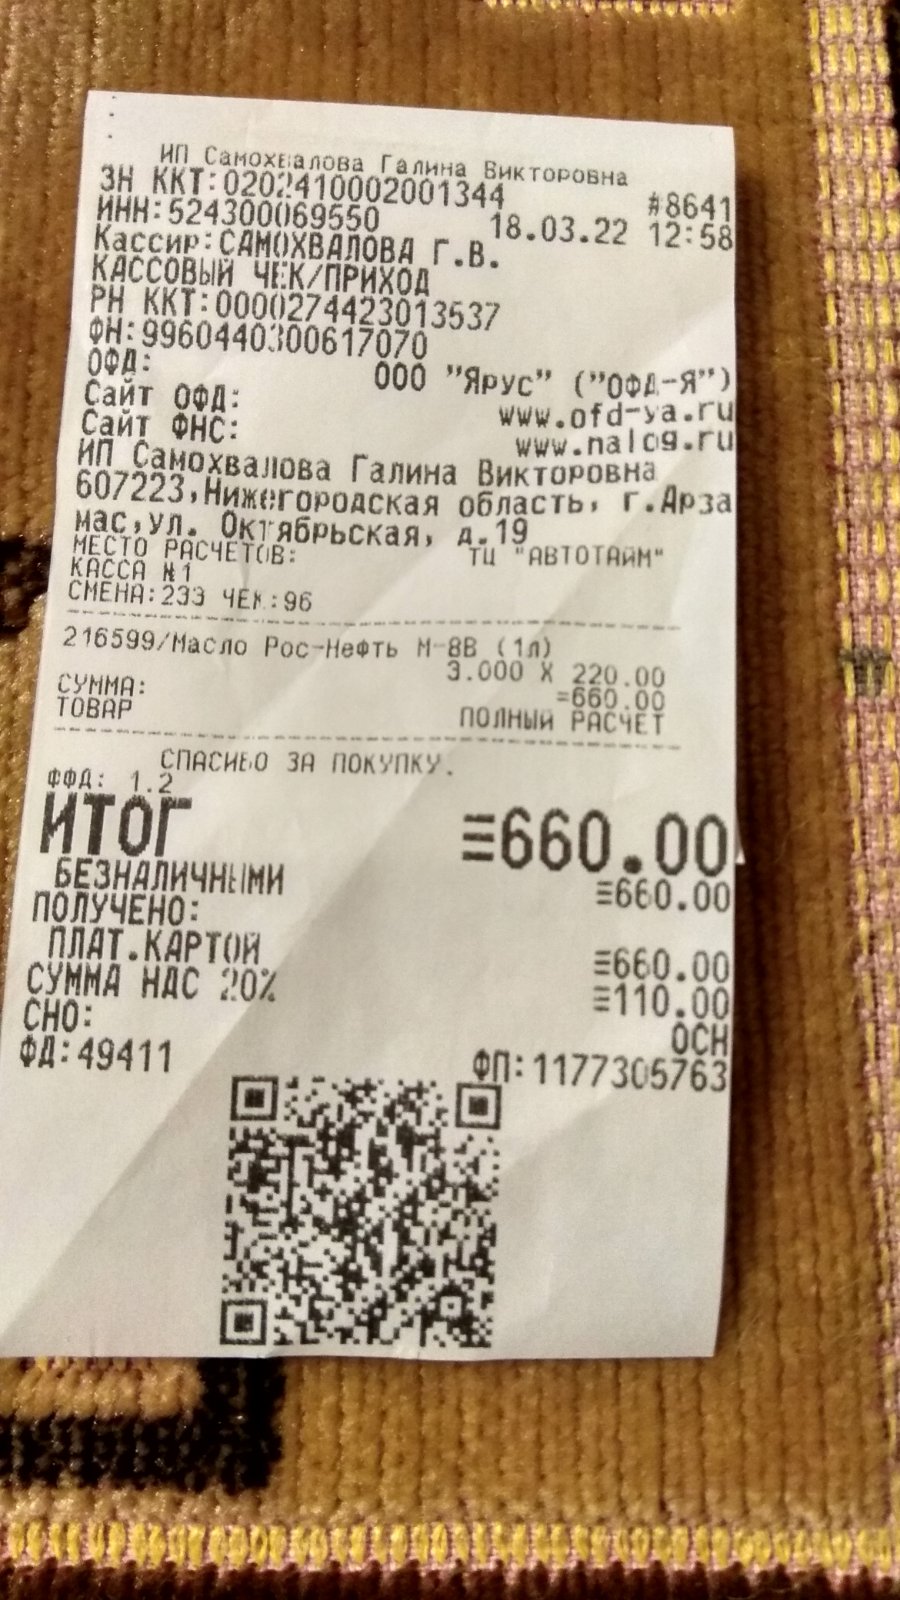 ИП Самохвалова Галина Викторовна
ЗН ККТ:0202410002001344 #8641
ИНН:524300069550 18.03.22 12:58
Кассир:САМОХВАЛОВА Г.В.
КАССОВЫЙ ЧЕК/ПРИХОД
РН ККТ:0000274423013537
ФН:9960440300617070
ОФД: ООО "Ярус" ("ОФД-Я")
Сайт ОФД: www.ofd-ya.ru
Сайт ФНС: www.nalog.ru
ИП Самохвалова Галина Викторовна
607223,Нижегородская область, г.Арза
мас,ул. Октябрьская, д.19
МЕСТО РАСЧЕТОВ: ТЦ "АВТОТАЙМ"
КАССА №1
СМЕНА:233 ЧЕК:96
216599/Масло Рос-Нефть М-8В (1л)
3.000 X 220.00
СУММА: =660.00
ТОВАР ПОЛНЫЙ РАСЧЕТ
СПАСИБО ЗА ПОКУПКУ.
ФФД: 1.2
ИТОГ ≡660.00
БЕЗНАЛИЧНЫМИ ≡660.00
ПОЛУЧЕНО:
ПЛАТ.КАРТОЙ ≡660.00
СУММА НДС 20% ≡110.00
СНО: ОСН
ФД:49411 ФП:1177305763